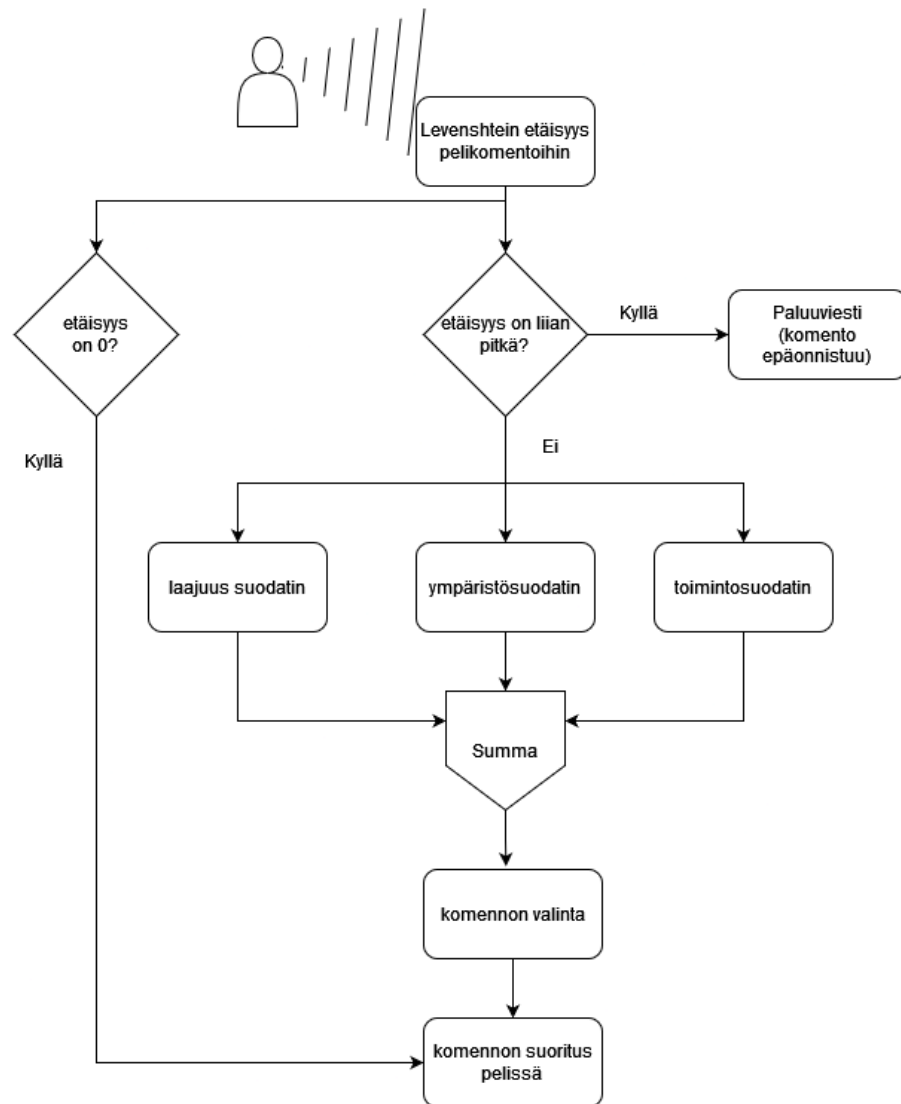 Levenshtein etäisyys
pelikomentoihin
etäisyys
on 0?
etäisyys on liian
pitkä?
Kyllä
Paluuviesti
(komento
epäonnistuu)
Kyllä
Ei
laajuus suodatin
ympäristösuodatin
toimintosuodatin
Summa
komennon valinta
komennon suoritus
pelissä